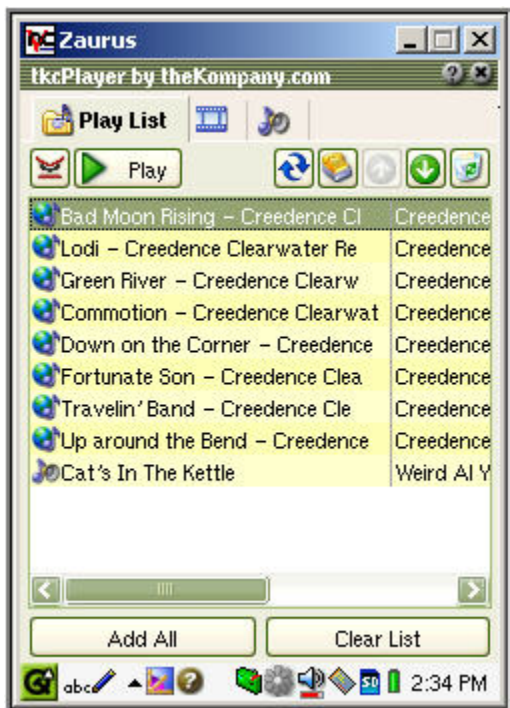 Zaurus
tkcPlayer by theKompany.com
Play List
Play
Bad Moon Rising – Creedence Cl Creedence
Lodi – Creedence Clearwater Re Creedence
Green River – Creedence Clearw Creedence
Commotion – Creedence Clearwat Creedence
Down on the Corner – Creedence Creedence
Fortunate Son – Creedence Clea Creedence
Travelin' Band – Creedence Cle Creedence
Up around the Bend – Creedence Creedence
Cat's In The Kettle Weird Al Y
Add All Clear List
abc SD 2:34 PM